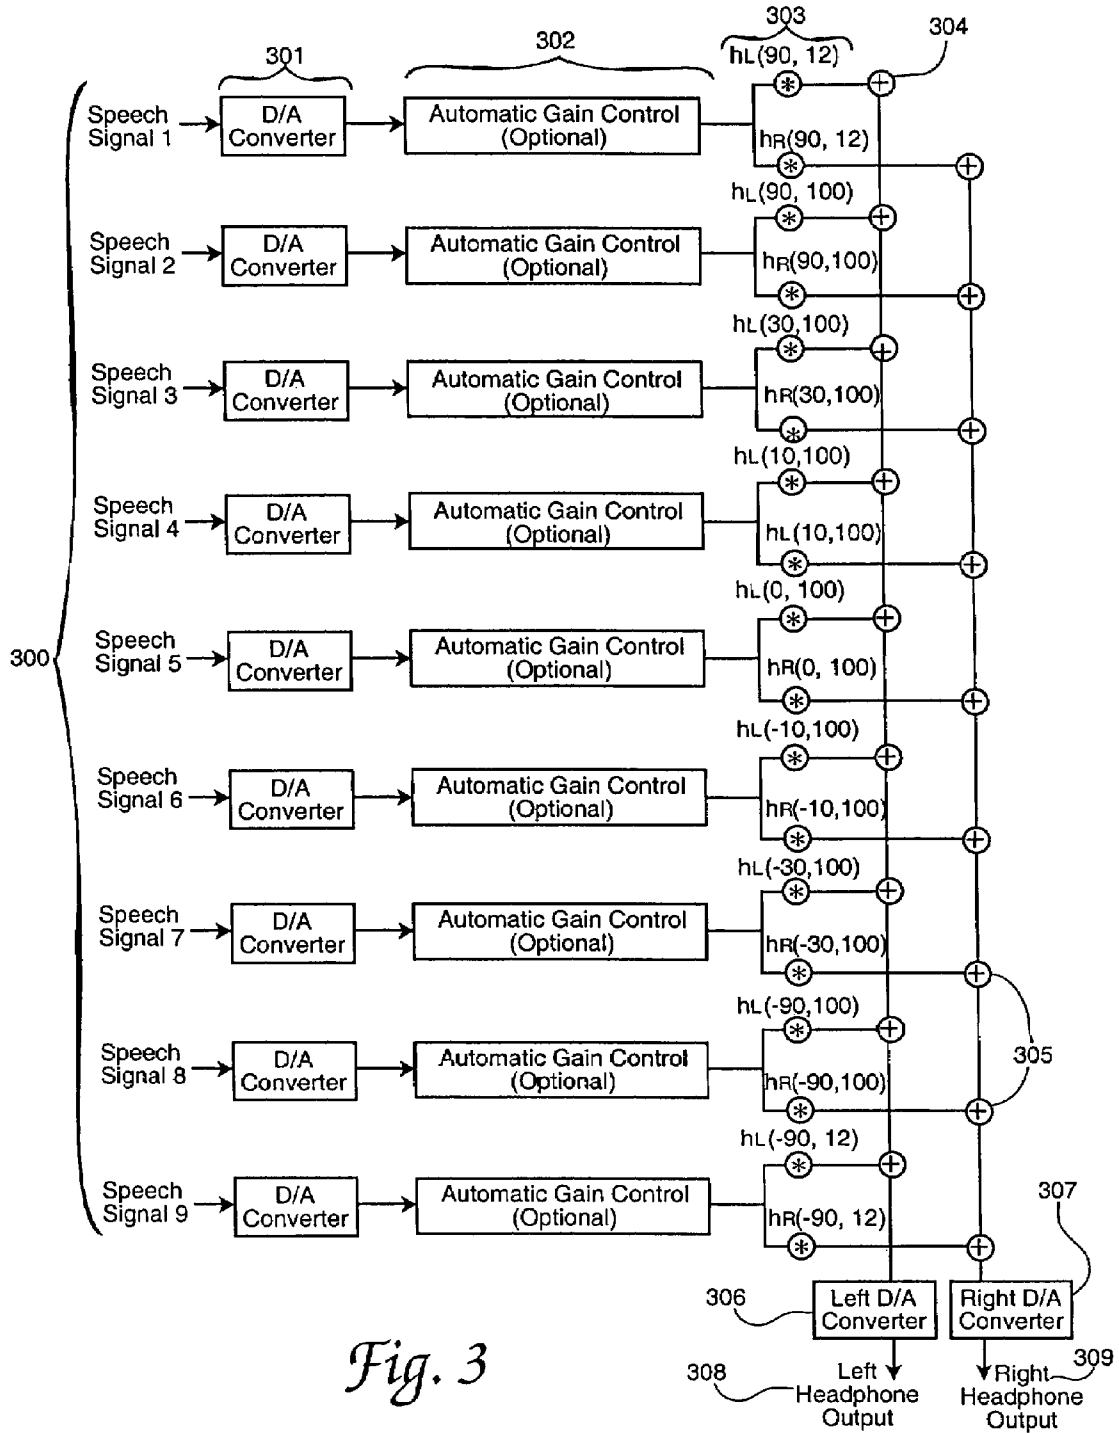 303
304
302
301
hL(90, 12)
Speech
Signal 1
D/A
Converter
Automatic Gain Control
(Optional)
hR(90, 12)
hL(90, 100)
Speech
Signal 2
D/A
Converter
Automatic Gain Control
(Optional)
hR(90,100)
hL(30,100)
Speech
Signal 3
D/A
Converter
Automatic Gain Control
(Optional)
hR(30,100)
hL(10,100)
Speech
Signal 4
D/A
Converter
Automatic Gain Control
(Optional)
hL(10,100)
hL(0, 100)
300
Speech
Signal 5
D/A
Converter
Automatic Gain Control
(Optional)
hR(0, 100)
hL(-10,100)
Speech
Signal 6
D/A
Converter
Automatic Gain Control
(Optional)
hR(-10,100)
hL(-30,100)
Speech
Signal 7
D/A
Converter
Automatic Gain Control
(Optional)
hR(-30,100)
hL(-90,100)
Speech
Signal 8
D/A
Converter
Automatic Gain Control
(Optional)
hR(-90,100)
305
hL(-90, 12)
Speech
Signal 9
D/A
Converter
Automatic Gain Control
(Optional)
hR(-90, 12)
307
306
Left D/A
Converter
Right D/A
Converter
308
Left
Headphone
Output
309
Right
Headphone
Output
Fig. 3